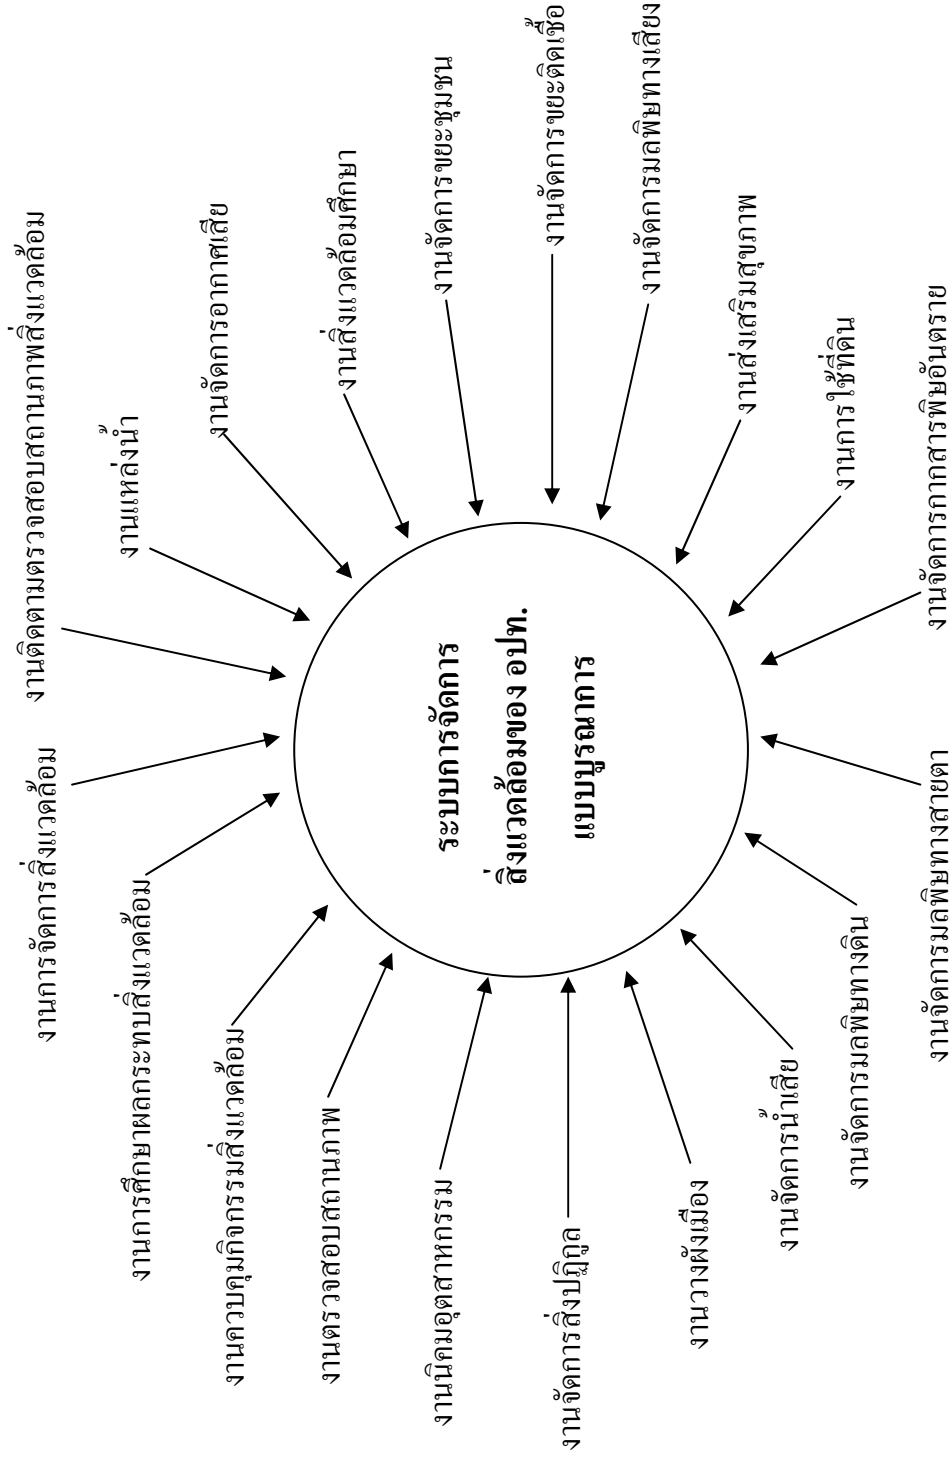 งานติดตามตรวจสอบสถานภาพสิ่งแวดล้อม
งานการจัดการสิ่งแวดล้อม
งานแหล่งน้ำ
งานการศึกษาผลกระทบสิ่งแวดล้อม
งานจัดการอากาศเสีย
งานควบคุมกิจกรรมสิ่งแวดล้อม
งานสิ่งแวดล้อมศึกษา
งานตรวจสอบสถานภาพ
งานจัดการขยะชุมชน
งานนิคมอุตสาหกรรม
ระบบการจัดการ
สิ่งแวดล้อมของ อปท.
แบบบูรณาการ
งานจัดการขยะติดเชื้อ
งานจัดการสิ่งปฏิกูล
งานจัดการมลพิษทางเสียง
งานวางผังเมือง
งานส่งเสริมสุขภาพ
งานจัดการน้ำเสีย
งานการใช้ที่ดิน
งานจัดการมลพิษทางดิน
งานจัดการกากสารพิษอันตราย
งานจัดการมลพิษทางสายตา